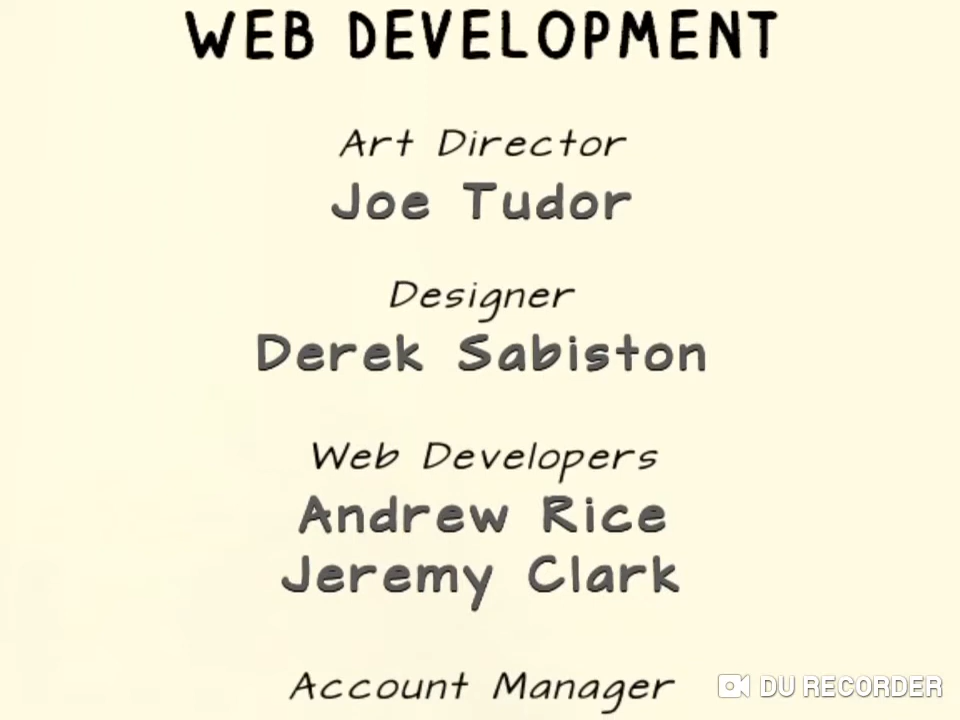 WEB DEVELOPMENT
Art Director
Joe Tudor
Designer
Derek Sabiston
Web Developers
Andrew Rice
Jeremy Clark
Account Manager
DU RECORDER